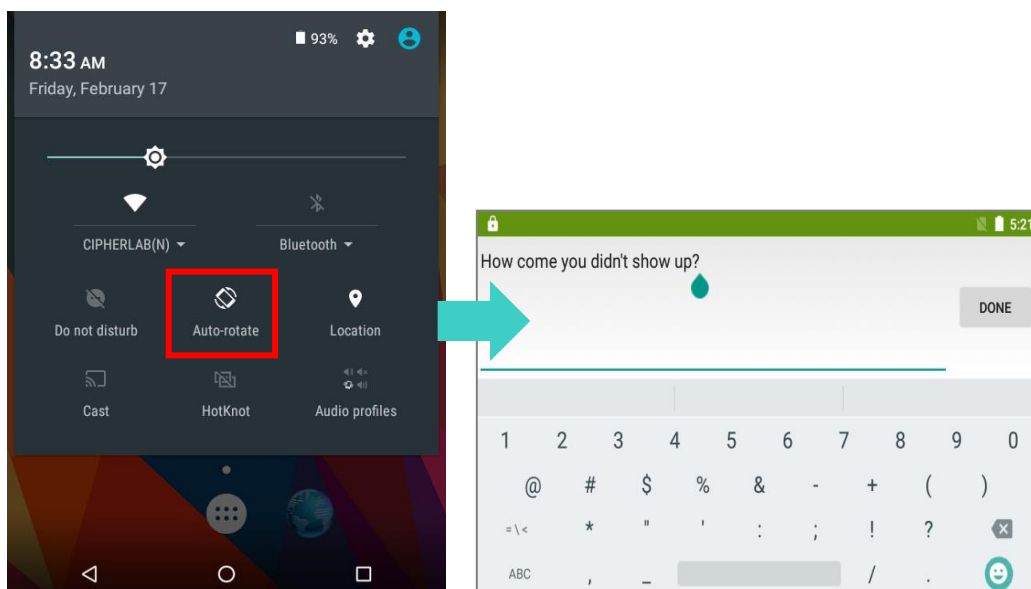 93%
8:33 AM
Friday, February 17
CIPHERLAB(N)
Bluetooth
Do not disturb
Auto-rotate
Location
Cast
HotKnot
Audio profiles
5:21
How come you didn't show up?
DONE
1 2 3 4 5 6 7 8 9 0
@ # $ % & - + ( )
= \ < * " ' : ; ! ?
ABC , _ / .